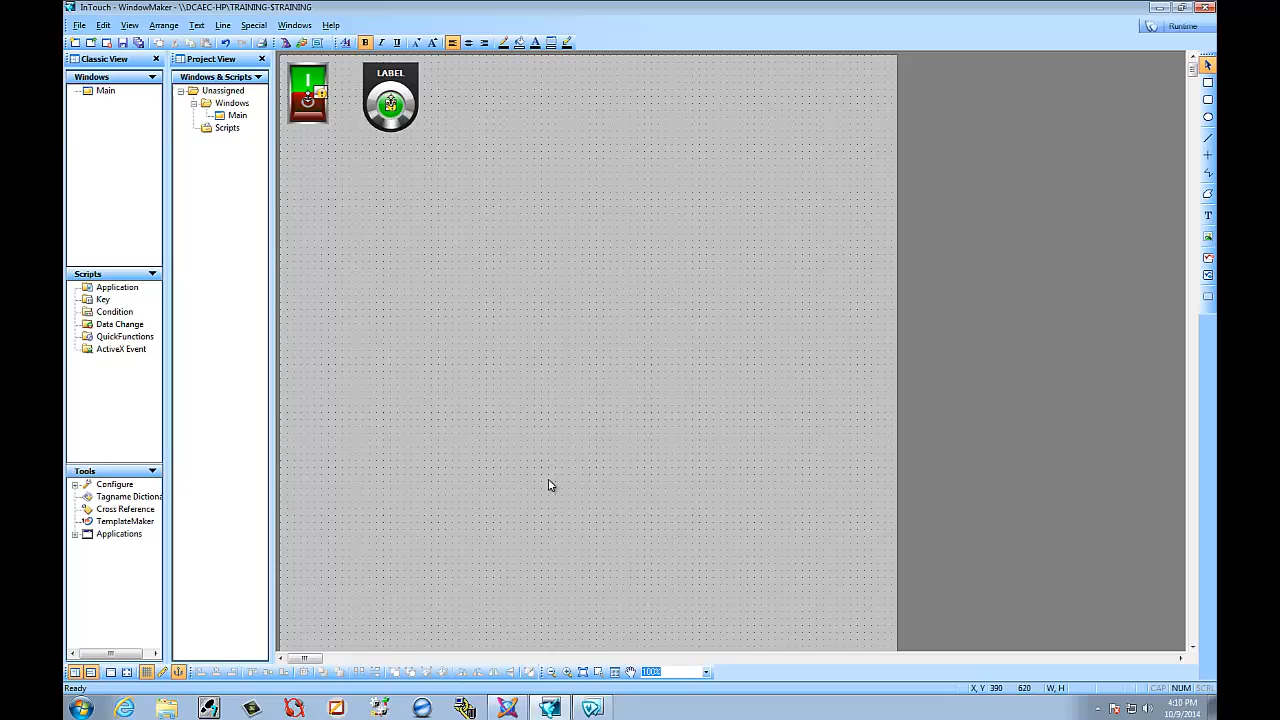 InTouch - WindowMaker - \\DCAEC-HP\TRAINING-$TRAINING
File Edit View Arrange Text Line Special Windows Help
Runtime
Classic View
Project View
Windows
Windows & Scripts
Main
Unassigned
Windows
Main
Scripts
LABEL
Scripts
Application
Key
Condition
Data Change
QuickFunctions
ActiveX Event
Tools
Configure
Tagname Dictiona
Cross Reference
TemplateMaker
Applications
100%
Ready
X, Y 390 620 W, H
CAP NUM SCRL
4:10 PM
10/9/2014